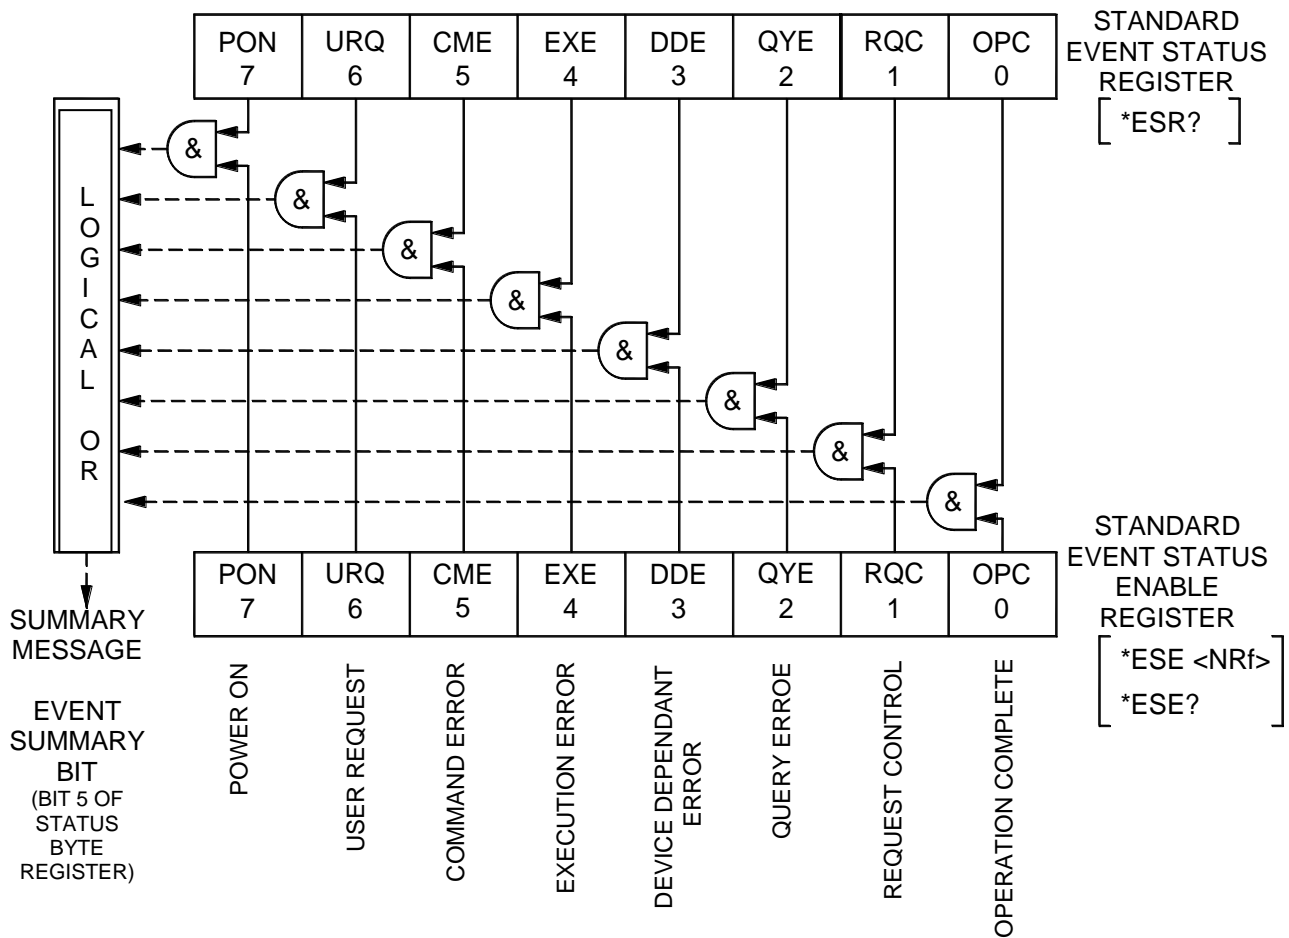 PON URQ CME EXE DDE QYE RQC OPC
7 6 5 4 3 2 1 0
STANDARD
EVENT STATUS
REGISTER
*ESR?
&
&
&
&
&
&
&
&
LOGICAL OR
PON URQ CME EXE DDE QYE RQC OPC
7 6 5 4 3 2 1 0
STANDARD
EVENT STATUS
ENABLE
REGISTER
*ESE <NRf>
*ESE?
SUMMARY
MESSAGE
EVENT
SUMMARY
BIT
(BIT 5 OF
STATUS
BYTE
REGISTER)
POWER ON
USER REQUEST
COMMAND ERROR
EXECUTION ERROR
DEVICE DEPENDANT
ERROR
QUERY ERROE
REQUEST CONTROL
OPERATION COMPLETE